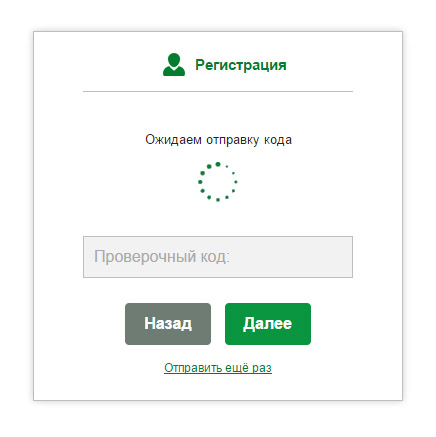 Регистрация
Ожидаем отправку кода
Проверочный код:
Назад Далее
Отправить ещё раз